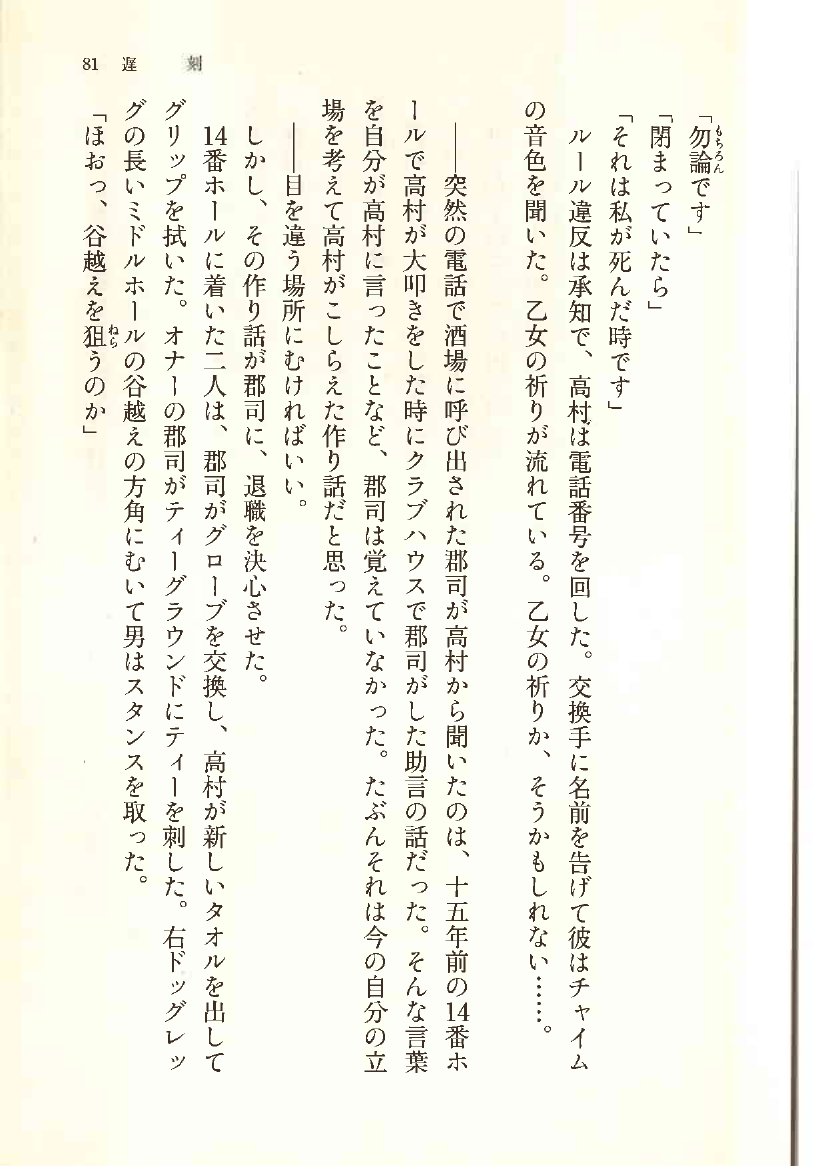 81 遅 刻
「勿論です」
「閉まっていたら」
「それは私が死んだ時です」
ルール違反は承知で、高村は電話番号を回した。交換手に名前を告げて彼はチャイム
の音色を聞いた。乙女の祈りが流れている。乙女の祈りか、そうかもしれない……。
――突然の電話で酒場に呼び出された郡司が高村から聞いたのは、十五年前の14番ホ
ールで高村が大叩きをした時にクラブハウスで郡司がした助言の話だった。そんな言葉
を自分が高村に言ったことなど、郡司は覚えていなかった。たぶんそれは今の自分の立
場を考えて高村がこしらえた作り話だと思った。
――目を違う場所にむければいい。
しかし、その作り話が郡司に、退職を決心させた。
14番ホールに着いた二人は、郡司がグローブを交換し、高村が新しいタオルを出して
グリップを拭いた。オナーの郡司がティーグラウンドにティーを刺した。右ドッグレッ
グの長いミドルホールの谷越えの方角にむいて男はスタンスを取った。
「ほおっ、谷越えを狙うのか」
もちろん
ねら